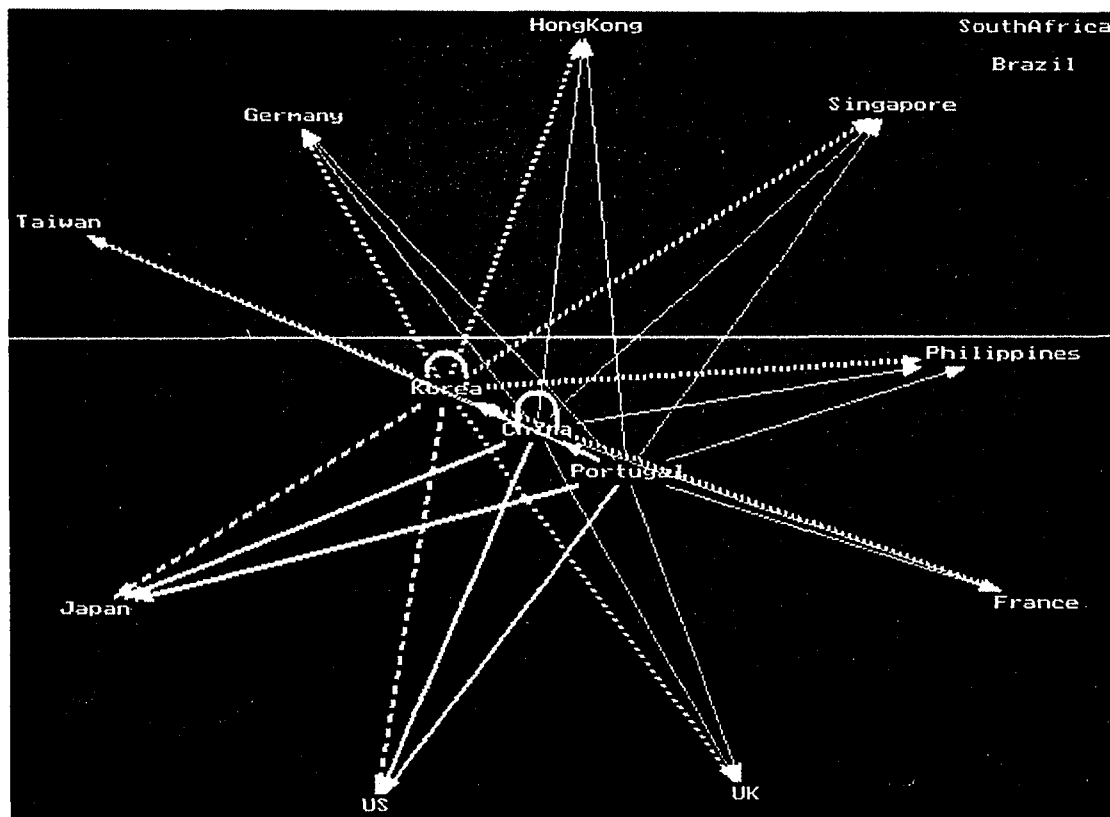 HongKong
SouthAfrica
Brazil
Germany
Singapore
Taiwan
Philippines
Korea
China
Portugal
Japan
France
US
UK